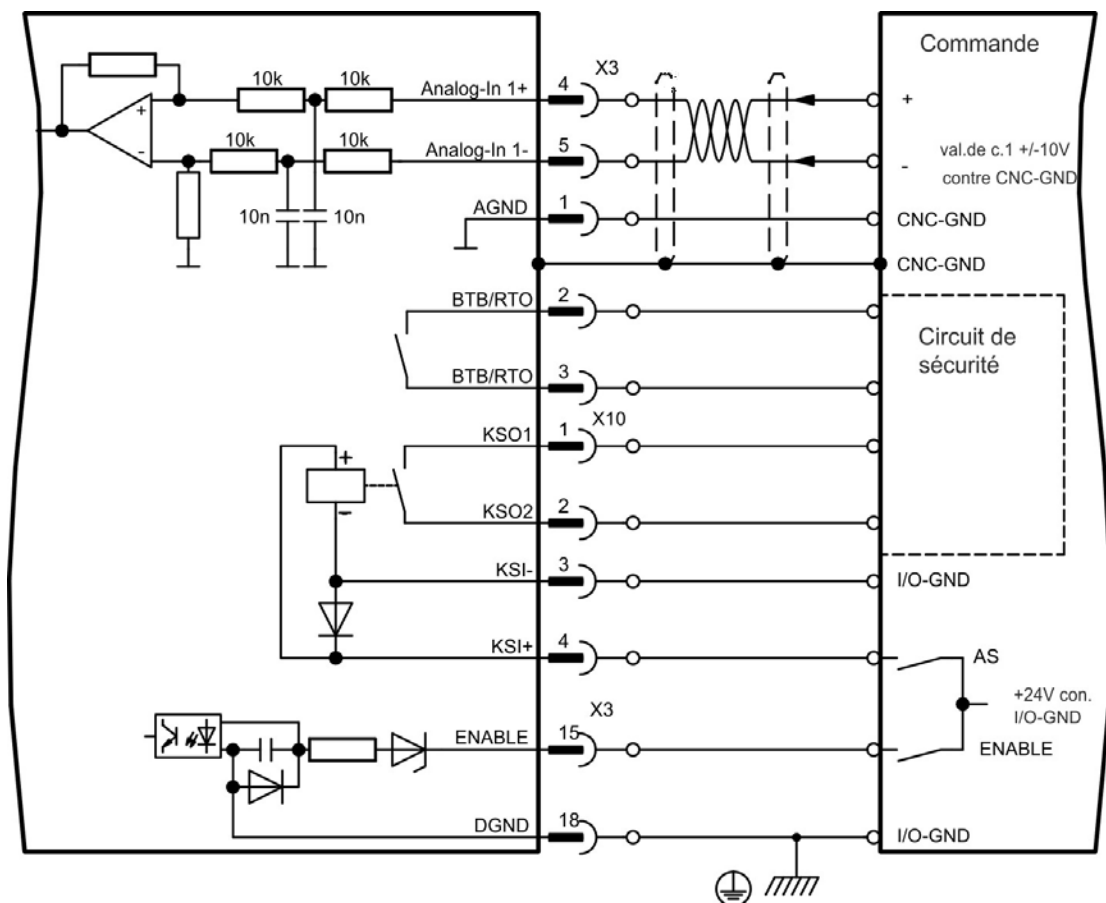 Commande
X3
10k
10k
Analog-In 1+
4
+
+
10k
10k
Analog-In 1-
5
-
-
val.de c.1 +/-10V
contre CNC-GND
10n
10n
AGND
1
CNC-GND
CNC-GND
BTB/RTO
2
Circuit de
sécurité
BTB/RTO
3
X10
KSO1
1
+
-
KSO2
2
KSI-
3
I/O-GND
KSI+
4
AS
+24V con.
I/O-GND
X3
ENABLE
15
ENABLE
DGND
18
I/O-GND